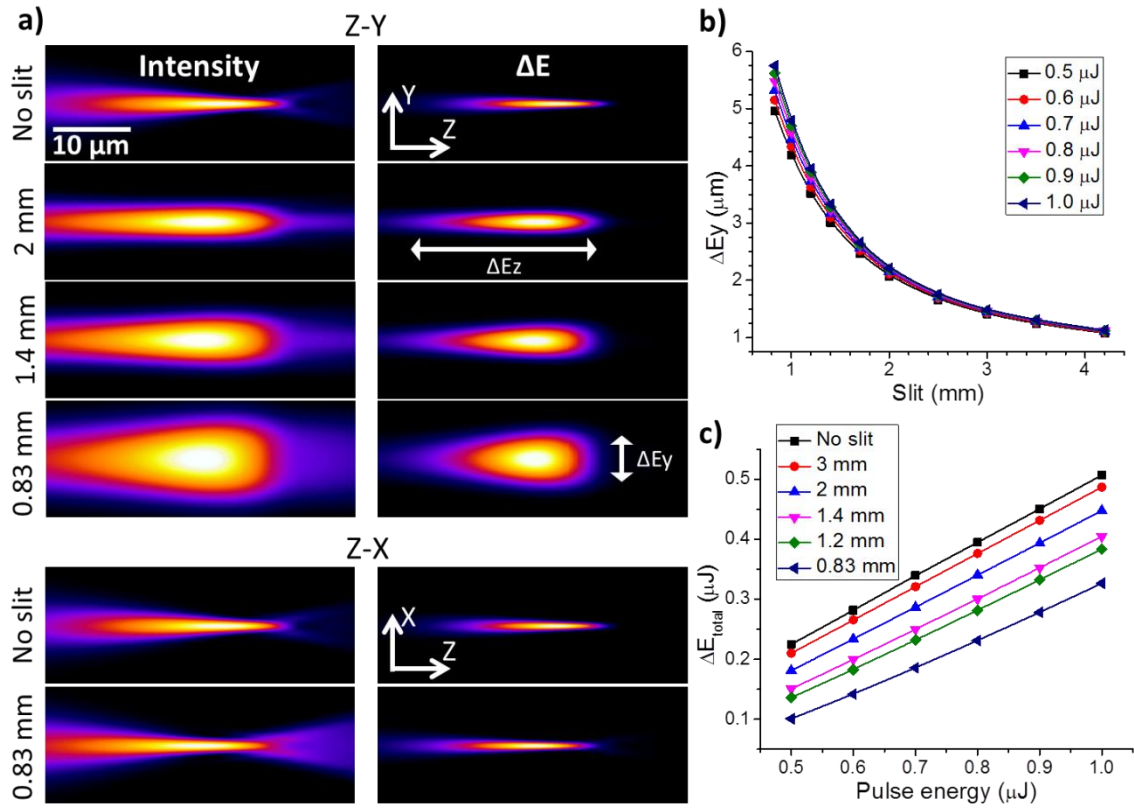 a)
Z-Y
No slit
Intensity
10 µm
ΔE
Y
Z
2 mm
ΔEz
1.4 mm
0.83 mm
ΔEy
Z-X
No slit
X
Z
0.83 mm
b)
ΔEy (µm)
6
5
4
3
2
1
1 2 3 4
Slit (mm)
0.5 µJ
0.6 µJ
0.7 µJ
0.8 µJ
0.9 µJ
1.0 µJ
c)
ΔE_total (µJ)
0.5
0.4
0.3
0.2
0.1
0.5 0.6 0.7 0.8 0.9 1.0
Pulse energy (µJ)
No slit
3 mm
2 mm
1.4 mm
1.2 mm
0.83 mm